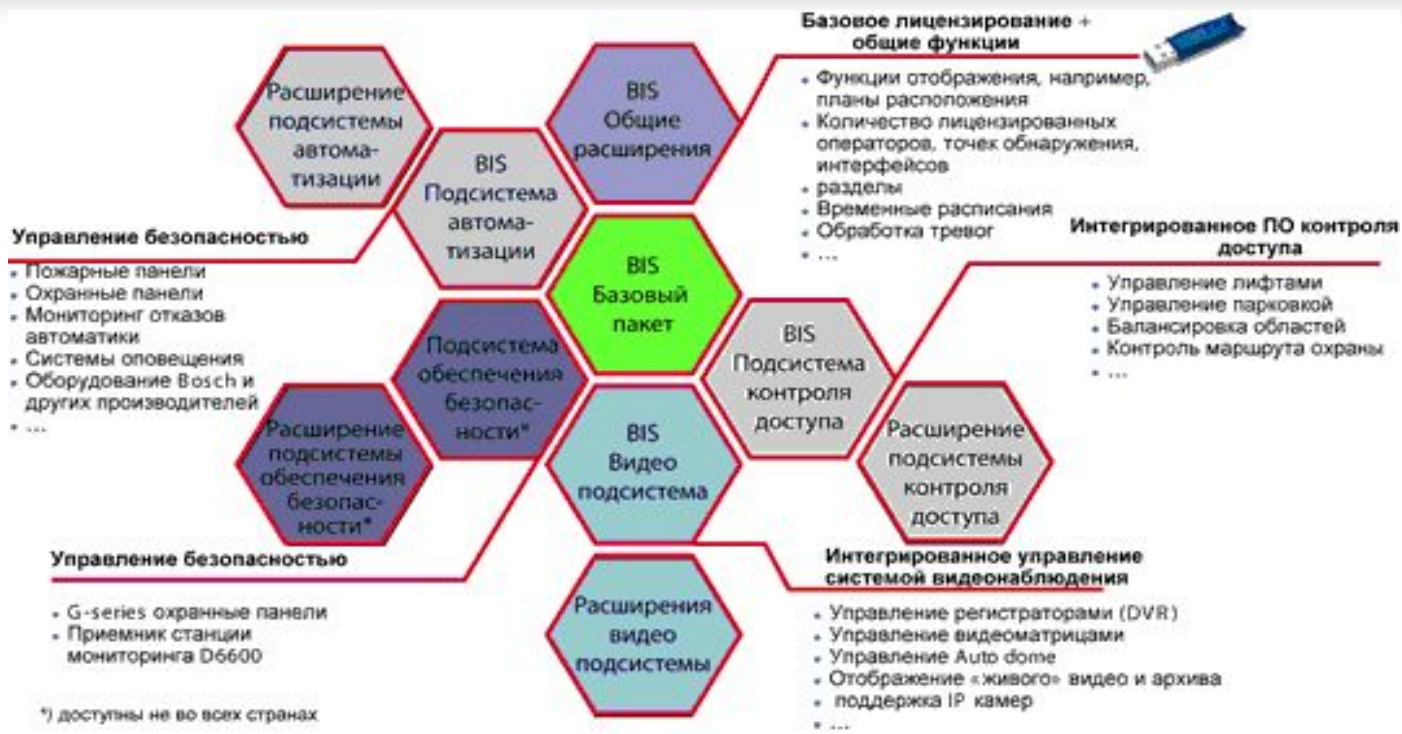 Базовое лицензирование +
общие функции
• Функции отображения, например,
планы расположения
• Количество лицензированных
операторов, точек обнаружения,
интерфейсов
• разделы
• Временные расписания
• Обработка тревог
• ...
Расширение
подсистемы
автома-
тизации
BIS
Общие
расширения
BIS
Подсистема
автома-
тизации
Управление безопасностью
• Пожарные панели
• Охранные панели
• Мониторинг отказов
автоматики
• Системы оповещения
• Оборудование Bosch и
других производителей
• ...
BIS
Базовый
пакет
Интегрированное ПО контроля
доступа
• Управление лифтами
• Управление парковкой
• Балансировка областей
• Контроль маршрута охраны
• ...
Подсистема
обеспечения
безопас-
ности*
BIS
Подсистема
контроля
доступа
Расширение
подсистемы
обеспечения
безопас-
ности*
BIS
Видео
подсистема
Расширение
подсистемы
контроля
доступа
Управление безопасностью
• G-series охранные панели
• Приемник станции
мониторинга D6600
Расширения
видео
подсистемы
Интегрированное управление
системой видеонаблюдения
• Управление регистраторами (DVR)
• Управление видеоматрицами
• Управление Auto dome
• Отображение «живого» видео и архива
• поддержка IP камер
• ...
*) доступны не во всех странах